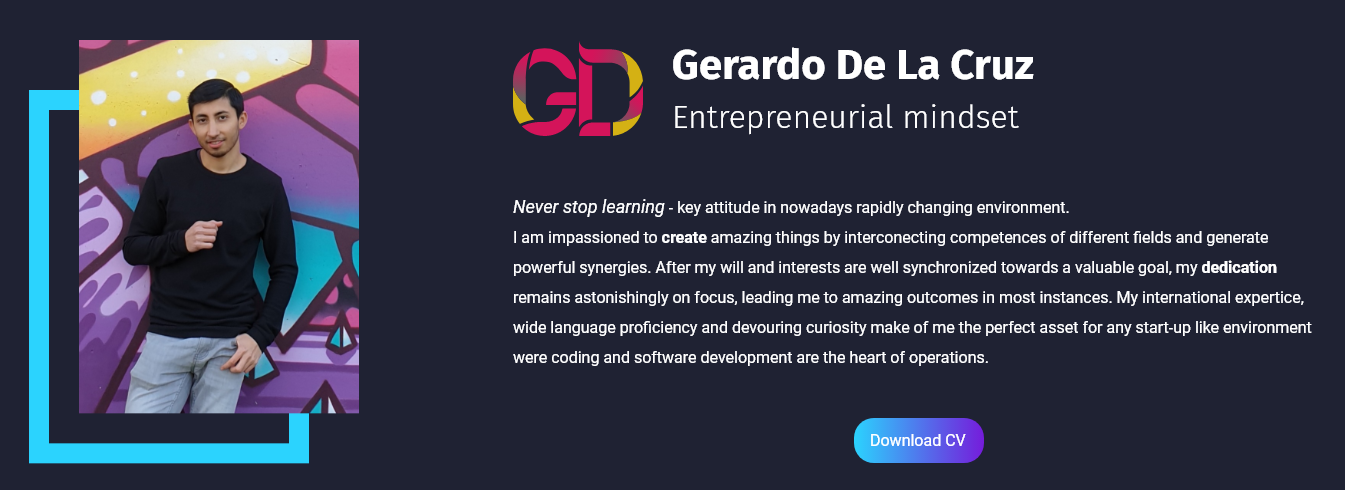 GD
Gerardo De La Cruz
Entrepreneurial mindset
Never stop learning - key attitude in nowadays rapidly changing environment.
I am impassioned to create amazing things by interconecting competences of different fields and generate
powerful synergies. After my will and interests are well synchronized towards a valuable goal, my dedication
remains astonishingly on focus, leading me to amazing outcomes in most instances. My international expertice,
wide language proficiency and devouring curiosity make of me the perfect asset for any start-up like environment
were coding and software development are the heart of operations.
Download CV